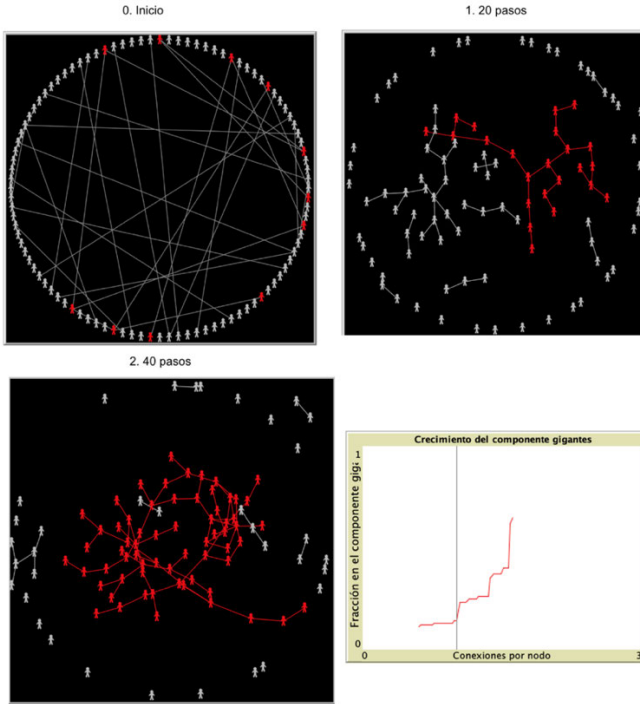 0. Inicio
1. 20 pasos
2. 40 pasos
Crecimiento del componente gigantes
Fracción en el componente giga
1
0
0
Conexiones por nodo
3